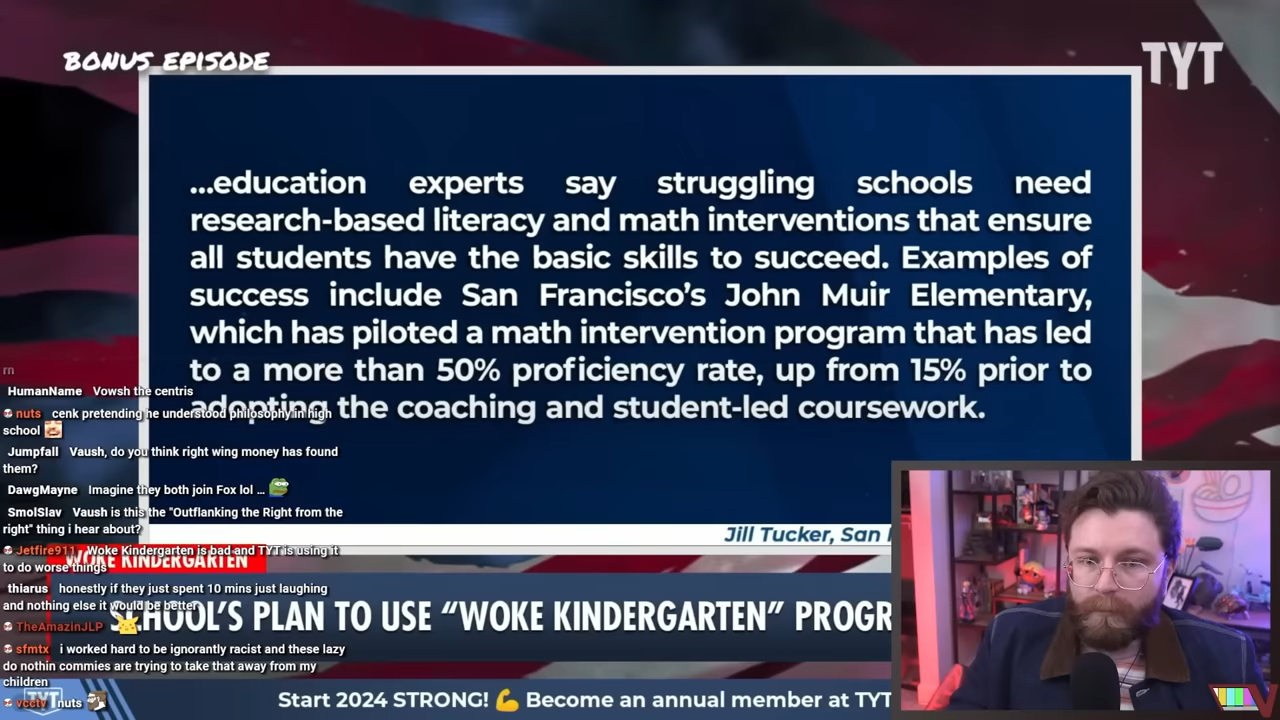 BONUS EPISODE
TYT
...education experts say struggling schools need
research-based literacy and math interventions that ensure
all students have the basic skills to succeed. Examples of
success include San Francisco’s John Muir Elementary,
which has piloted a math intervention program that has led
to a more than 50% proficiency rate, up from 15% prior to
adopting the coaching and student-led coursework.
Jill Tucker, San
rn
HumanName Vowsh the centris
nuts cenk pretending he understood philosophy in high
school
Jumpfall Vaush, do you think right wing money has found
them?
DawgMayne Imagine they both join Fox lol ...
SmolSlav Vaush is this the "Outflanking the Right from the
right" thing i hear about?
Jetfire911 Woke Kindergarten is bad and TYT is using it
to do worse things
thiarus honestly if they just spent 10 mins just laughing
and nothing else it would be better
TheAmazinJLP
sfmtx i worked hard to be ignorantly racist and these lazy
do nothin commies are trying to take that away from my
children
vcctv nuts
WOKE KINDERGARTEN
SCHOOL’S PLAN TO USE “WOKE KINDERGARTEN” PROGR
TYT
Start 2024 STRONG! 💪 Become an annual member at TYT
V